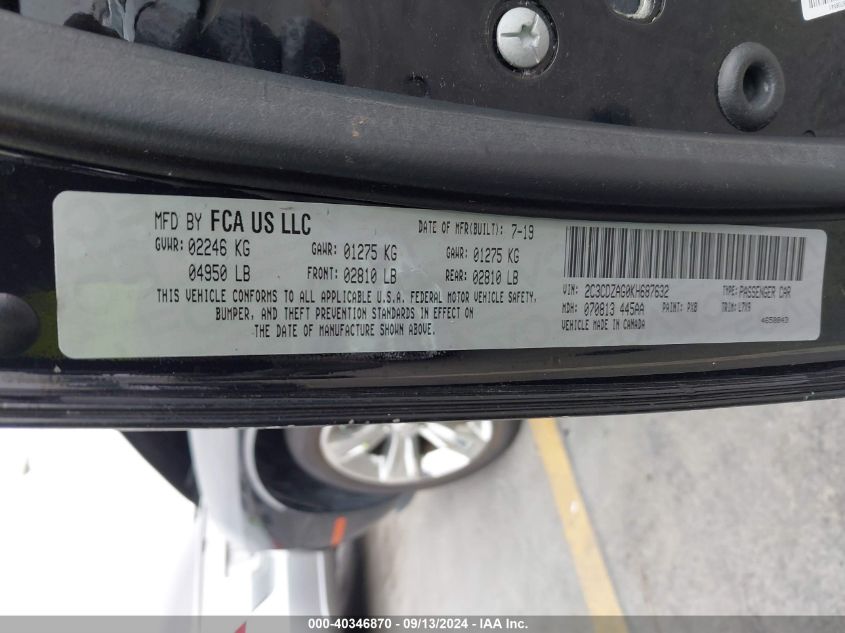 MFD BY FCA US LLC DATE OF MFR(BUILT): 7-19
GVWR: 02246 KG GAWR: 01275 KG GAWR: 01275 KG
04950 LB FRONT: 02810 LB REAR: 02810 LB
THIS VEHICLE CONFORMS TO ALL APPLICABLE U.S.A. FEDERAL MOTOR VEHICLE SAFETY,
BUMPER, AND THEFT PREVENTION STANDARDS IN EFFECT ON
THE DATE OF MANUFACTURE SHOWN ABOVE.
VIN: 2C3CDZAG0KH687632 TYPE: PASSENGER CAR
MDH: 070813 445AA PAINT: PX8 TRIM: L7X9
VEHICLE MADE IN CANADA
000-40346870 - 09/13/2024 - IAA Inc.